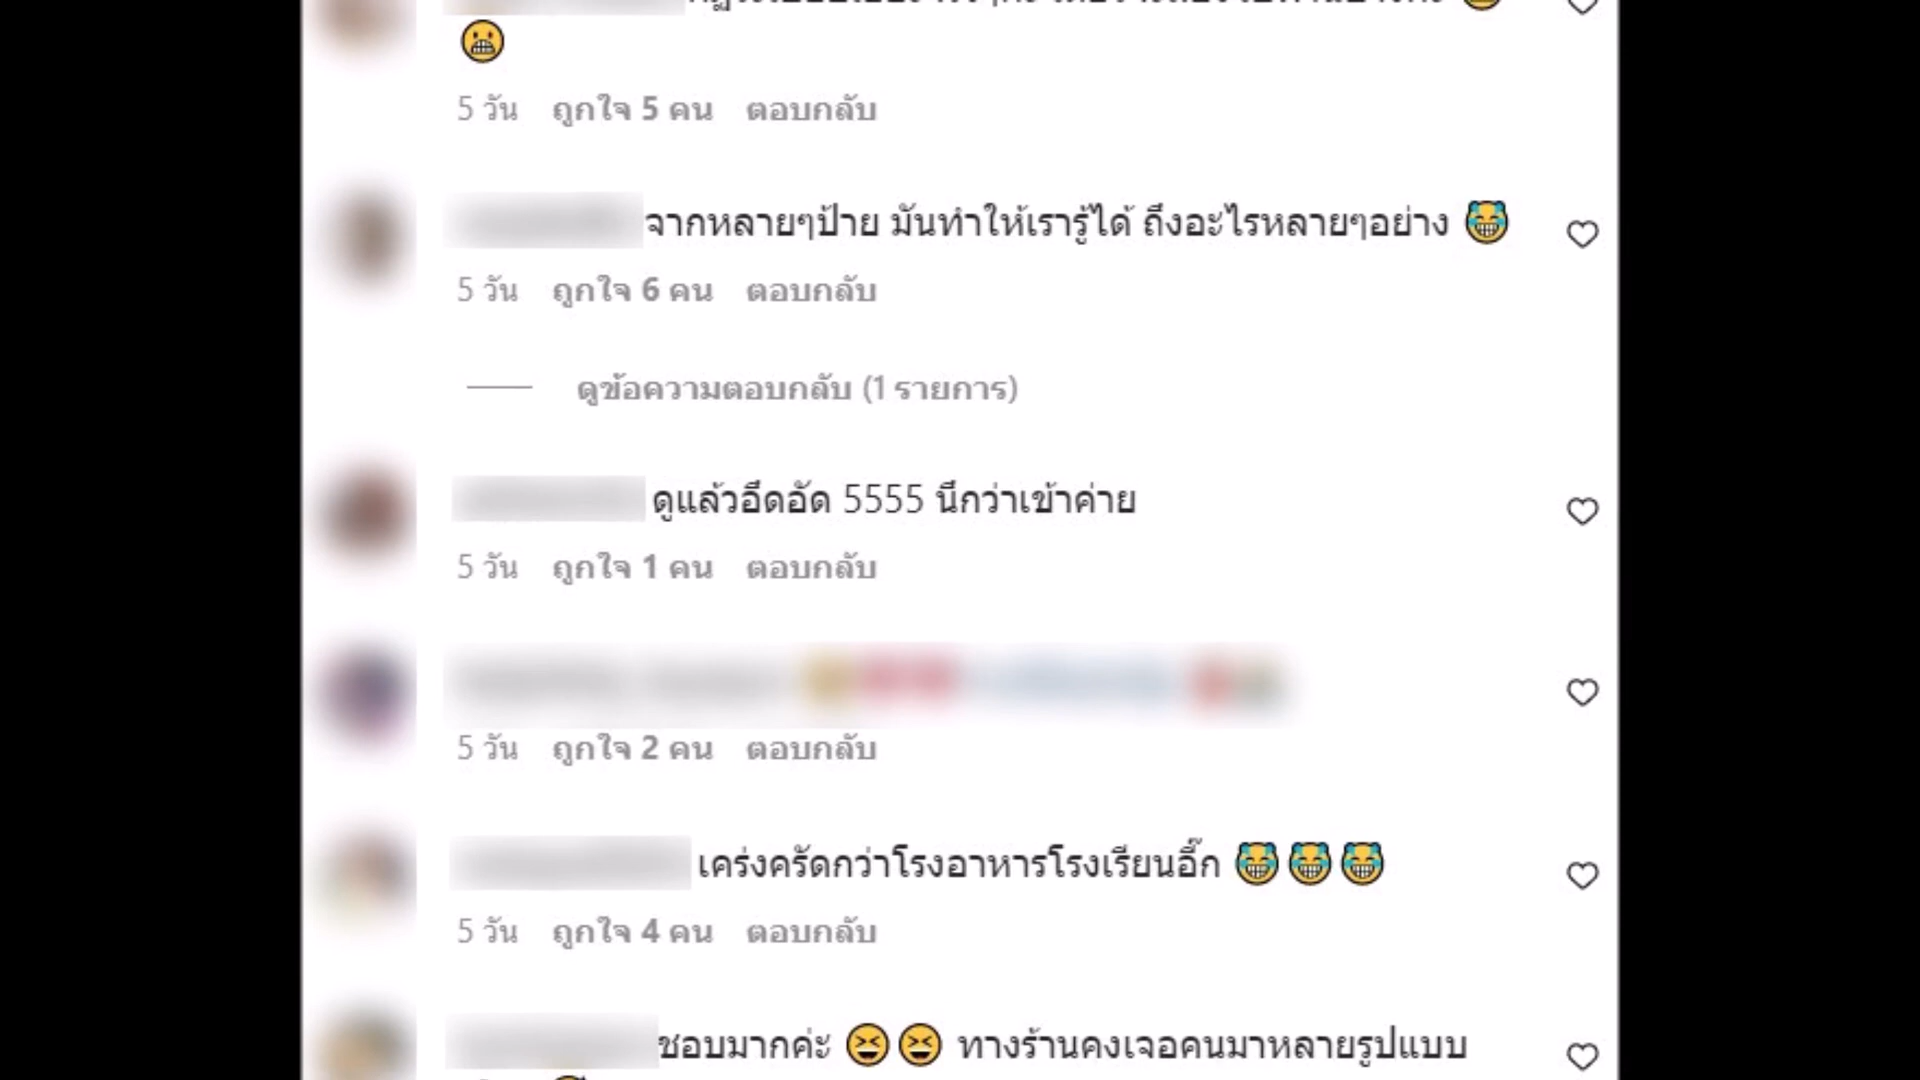 5 วัน ถูกใจ 5 คน ตอบกลับ
จากหลายๆป้าย มันทำให้เรารู้ได้ ถึงอะไรหลายๆอย่าง 😹
5 วัน ถูกใจ 6 คน ตอบกลับ
ดูข้อความตอบกลับ (1 รายการ)
ดูแล้วอึดอัด 5555 นึกว่าเข้าค่าย
5 วัน ถูกใจ 1 คน ตอบกลับ
5 วัน ถูกใจ 2 คน ตอบกลับ
เคร่งครัดกว่าโรงอาหารโรงเรียนอี๊ก 😹😹😹
5 วัน ถูกใจ 4 คน ตอบกลับ
ชอบมากค่ะ 😆😆 ทางร้านคงเจอคนมาหลายรูปแบบ